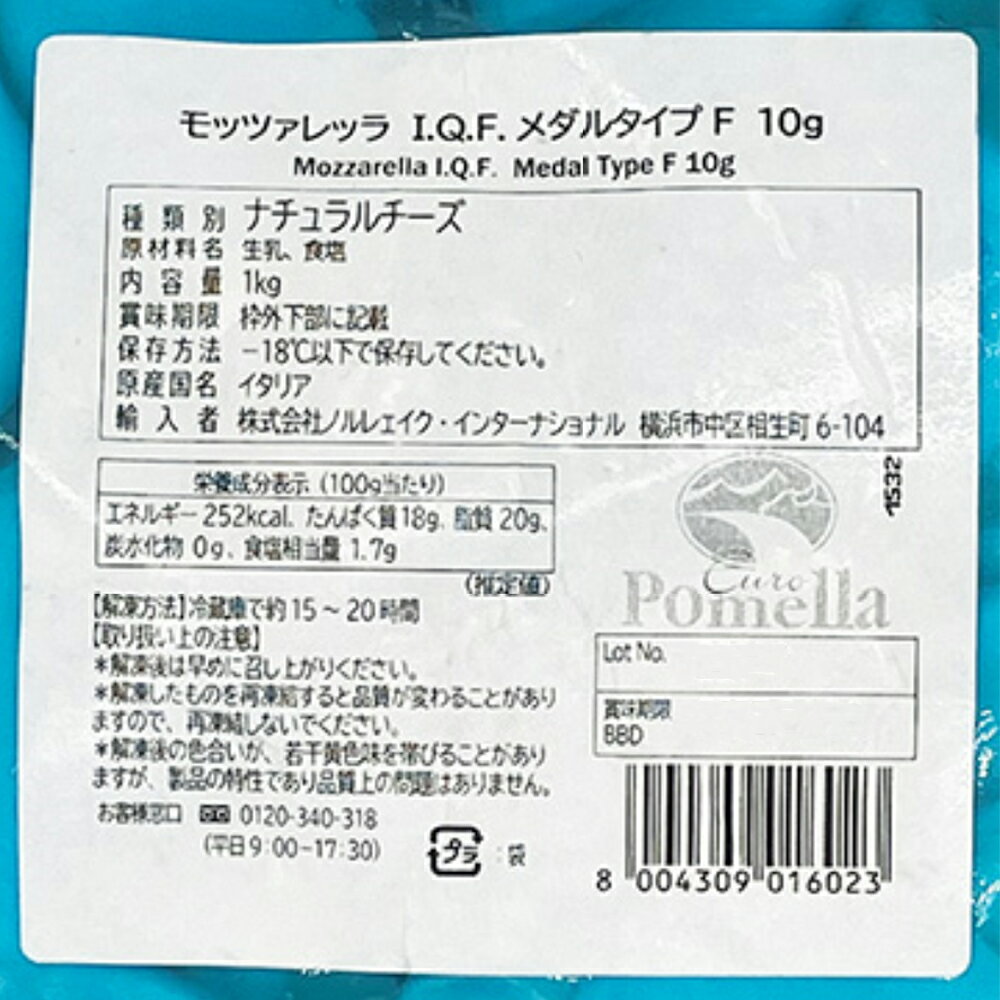 モッツァレッラ I.Q.F. メダルタイプ F 10g
Mozzarella I.Q.F. Medal Type F 10g
種類別 ナチュラルチーズ
原材料名 生乳、食塩
内容量 1kg
賞味期限 枠外下部に記載
保存方法 −18℃以下で保存してください。
原産国名 イタリア
輸入者 株式会社ノルレェイク・インターナショナル 横浜市中区相生町 6-104
1532
栄養成分表示（100g当たり）
エネルギー 252kcal、たんぱく質 18g、脂質 20g、
炭水化物 0g、食塩相当量 1.7g
（推定値）
【解凍方法】冷蔵庫で約 15 ～ 20 時間
【取り扱い上の注意】
＊解凍後は早めに召し上がりください。
＊解凍したものを再凍結すると品質が変わることがあり
ますので、再凍結しないでください。
＊解凍後の色合いが、若干黄色味を帯びることがあり
ますが、製品の特性であり品質上の問題はありません。
お客様窓口 0120-340-318
（平日 9：00−17：30）
プラ ：袋
Euro
Pomella
Lot No.
賞味期限
BBD
8 004309 016023